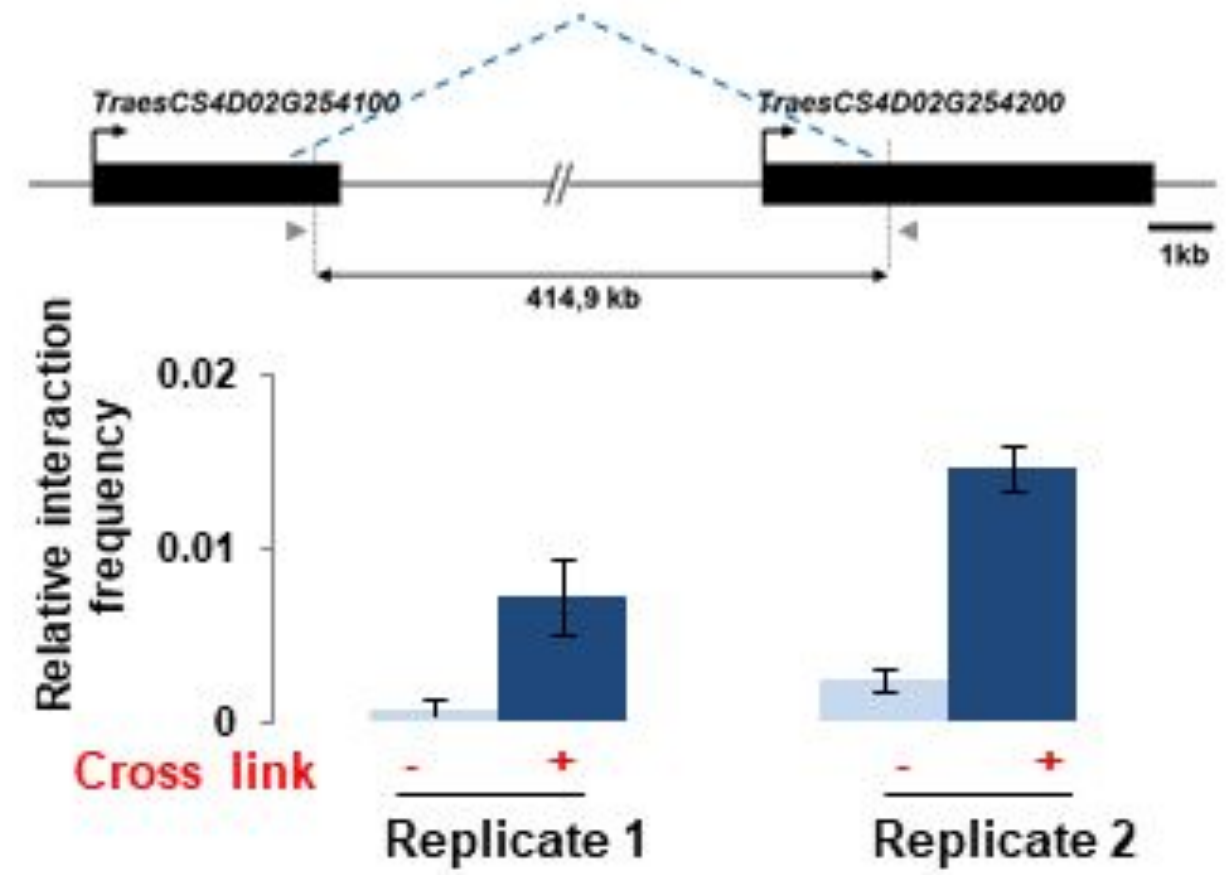 TraesCS4D02G254100
TraesCS4D02G254200
1kb
414,9 kb
Relative interaction
frequency
0.02
0.01
0
Cross link
- +
- +
Replicate 1
Replicate 2